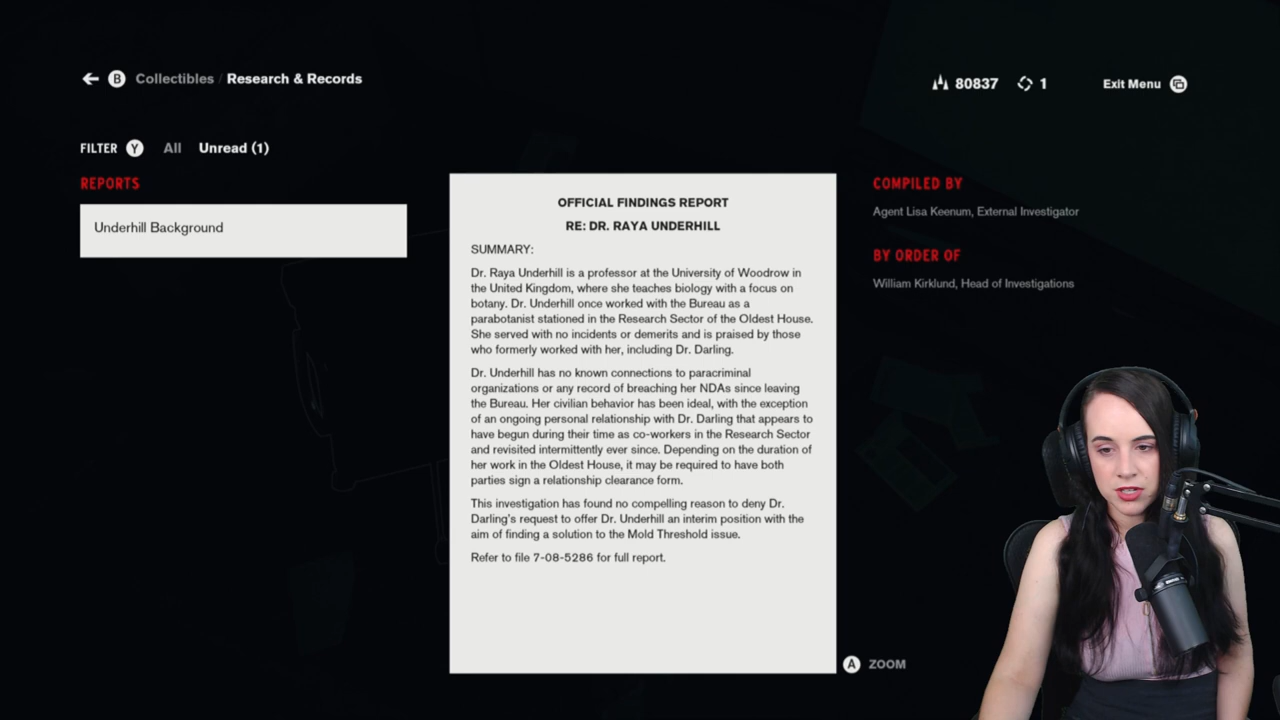 B Collectibles / Research & Records
80837 1 Exit Menu
FILTER Y All Unread (1)
REPORTS
Underhill Background
OFFICIAL FINDINGS REPORT
RE: DR. RAYA UNDERHILL
SUMMARY:
Dr. Raya Underhill is a professor at the University of Woodrow in
the United Kingdom, where she teaches biology with a focus on
botany. Dr. Underhill once worked with the Bureau as a
parabotanist stationed in the Research Sector of the Oldest House.
She served with no incidents or demerits and is praised by those
who formerly worked with her, including Dr. Darling.
Dr. Underhill has no known connections to paracriminal
organizations or any record of breaching her NDAs since leaving
the Bureau. Her civilian behavior has been ideal, with the exception
of an ongoing personal relationship with Dr. Darling that appears to
have begun during their time as co-workers in the Research Sector
and revisited intermittently ever since. Depending on the duration of
her work in the Oldest House, it may be required to have both
parties sign a relationship clearance form.
This investigation has found no compelling reason to deny Dr.
Darling's request to offer Dr. Underhill an interim position with the
aim of finding a solution to the Mold Threshold issue.
Refer to file 7-08-5286 for full report.
COMPILED BY
Agent Lisa Keenum, External Investigator
BY ORDER OF
William Kirklund, Head of Investigations
A ZOOM